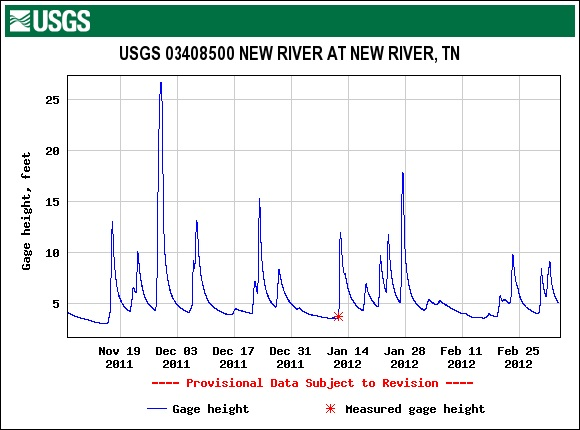 USGS
USGS 03408500 NEW RIVER AT NEW RIVER, TN
Gage height, feet
25
20
15
10
5
Nov 19 Dec 03 Dec 17 Dec 31 Jan 14 Jan 28 Feb 11 Feb 25
2011 2011 2011 2011 2012 2012 2012 2012
---- Provisional Data Subject to Revision ----
Gage height Measured gage height